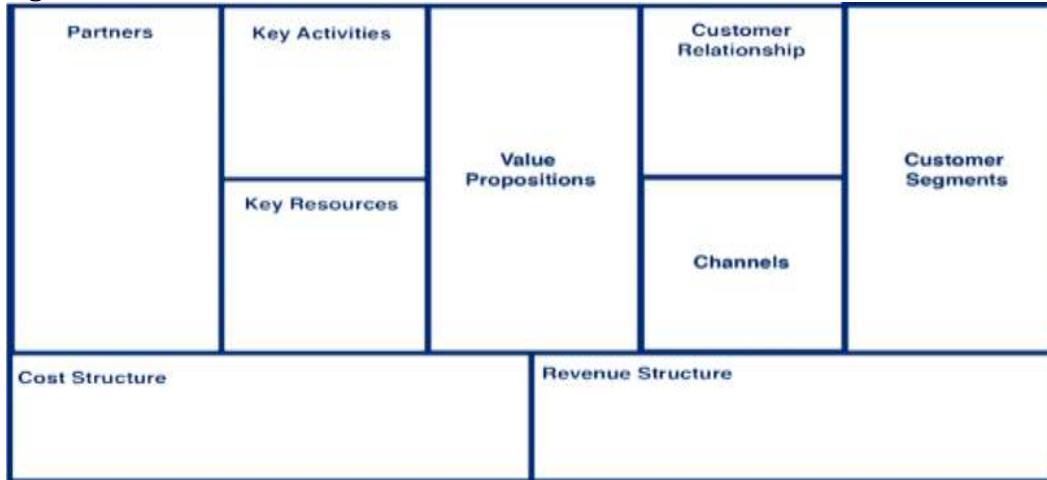 Partners
Key Activities
Key Resources
Value
Propositions
Customer
Relationship
Channels
Customer
Segments
Cost Structure
Revenue Structure